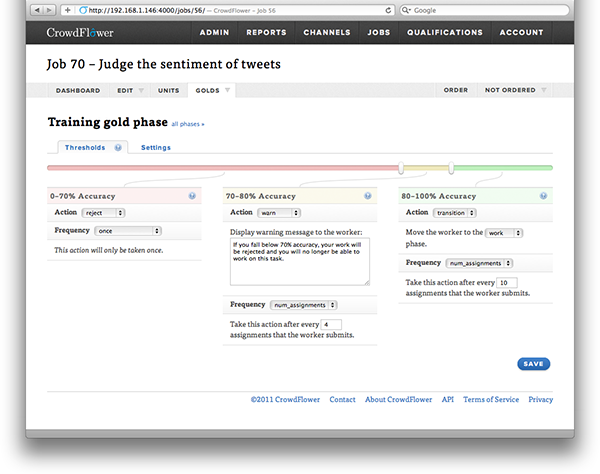 http://192.168.1.146:4000/jobs/56/ — CrowdFlower – Job 56
Google
CrowdFlower
ADMIN REPORTS CHANNELS JOBS QUALIFICATIONS ACCOUNT
Job 70 – Judge the sentiment of tweets
DASHBOARD EDIT UNITS GOLDS ORDER NOT ORDERED
Training gold phase all phases »
Thresholds ? Settings
0–70% Accuracy ?
Action reject
Frequency once
This action will only be taken once.
70–80% Accuracy ?
Action warn
Display warning message to the worker:
If you fall below 70% accuracy, your work
will be rejected and you will no longer be able to
work on this task.
Frequency num_assignments
Take this action after every 4
assignments that the worker submits.
80–100% Accuracy ?
Action transition
Move the worker to the work
phase.
Frequency num_assignments
Take this action after every 10
assignments that the worker submits.
SAVE
©2011 CrowdFlower Contact About CrowdFlower API Terms of Service Privacy